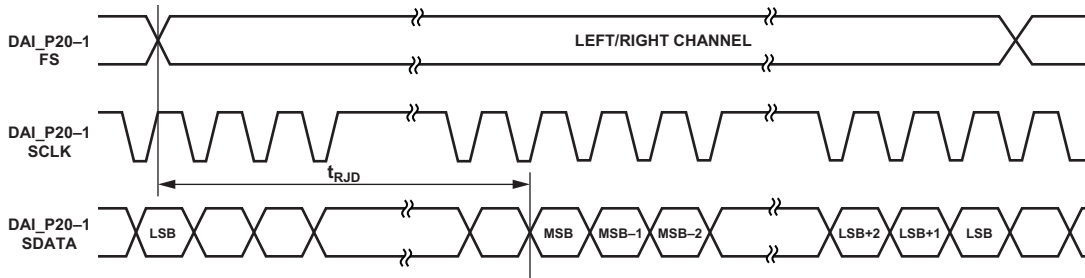 DAI_P20–1
FS
LEFT/RIGHT CHANNEL
DAI_P20–1
SCLK
tRJD
DAI_P20–1
SDATA
LSB
MSB
MSB–1
MSB–2
LSB+2
LSB+1
LSB